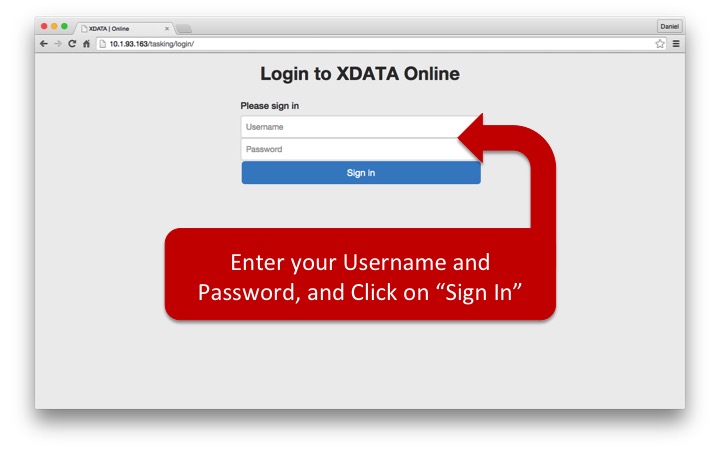 XDATA | Online
Daniel
10.1.93.163/tasking/login/
Login to XDATA Online
Please sign in
Username
Password
Sign in
Enter your Username and
Password, and Click on “Sign In”